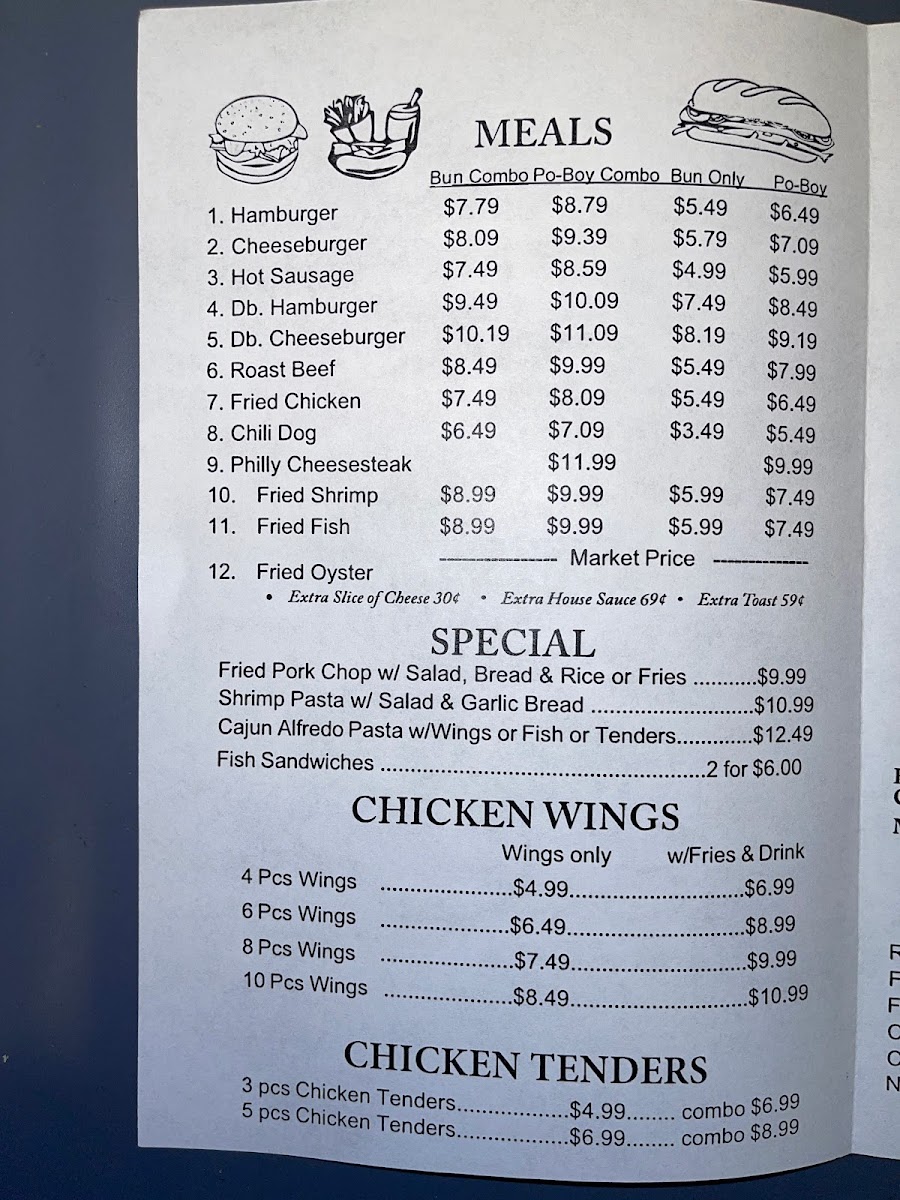 MEALS
Bun Combo Po-Boy Combo Bun Only Po-Boy
1. Hamburger $7.79 $8.79 $5.49 $6.49
2. Cheeseburger $8.09 $9.39 $5.79 $7.09
3. Hot Sausage $7.49 $8.59 $4.99 $5.99
4. Db. Hamburger $9.49 $10.09 $7.49 $8.49
5. Db. Cheeseburger $10.19 $11.09 $8.19 $9.19
6. Roast Beef $8.49 $9.99 $5.49 $7.99
7. Fried Chicken $7.49 $8.09 $5.49 $6.49
8. Chili Dog $6.49 $7.09 $3.49 $5.49
9. Philly Cheesesteak $11.99 $9.99
10. Fried Shrimp $8.99 $9.99 $5.99 $7.49
11. Fried Fish $8.99 $9.99 $5.99 $7.49
12. Fried Oyster ---------------- Market Price -------------
• Extra Slice of Cheese 30¢ • Extra House Sauce 69¢ • Extra Toast 59¢
SPECIAL
Fried Pork Chop w/ Salad, Bread & Rice or Fries ...........$9.99
Shrimp Pasta w/ Salad & Garlic Bread ............................$10.99
Cajun Alfredo Pasta w/Wings or Fish or Tenders.............$12.49
Fish Sandwiches ........................................................2 for $6.00
CHICKEN WINGS
Wings only w/Fries & Drink
4 Pcs Wings .......................$4.99..............................$6.99
6 Pcs Wings ......................$6.49...............................$8.99
8 Pcs Wings .......................$7.49..............................$9.99
10 Pcs Wings ......................$8.49...............................$10.99
CHICKEN TENDERS
3 pcs Chicken Tenders...................$4.99........ combo $6.99
5 pcs Chicken Tenders...................$6.99........ combo $8.99